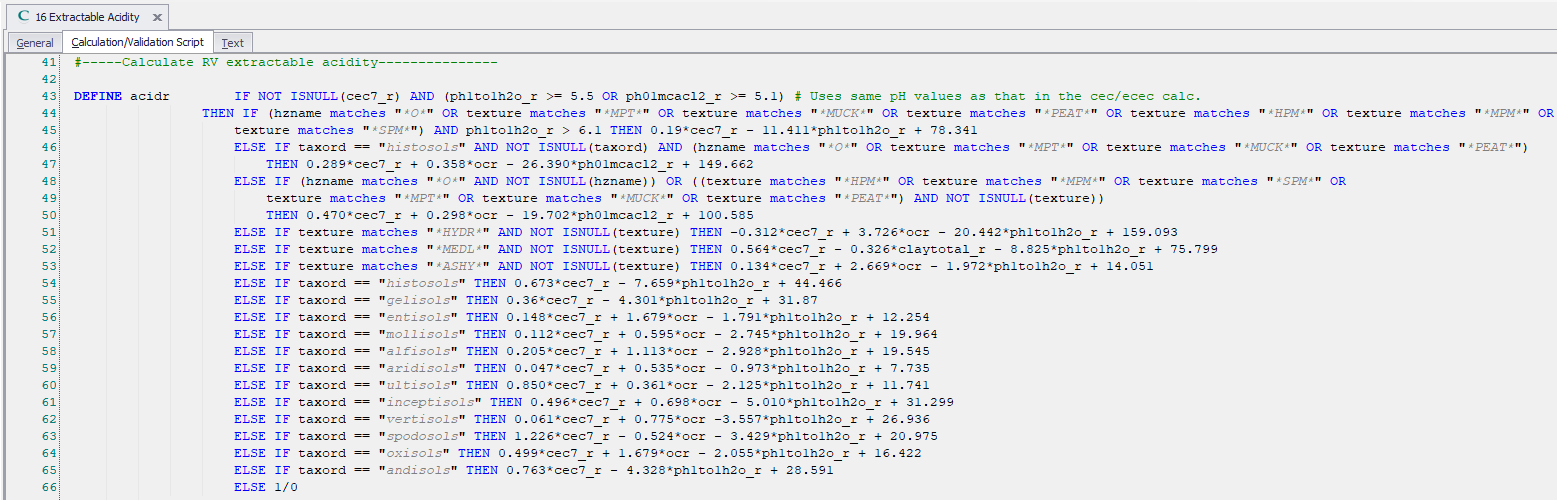 16 Extractable Acidity
General Calculation/Validation Script Text
41 #-----Calculate RV extractable acidity---------------
42
43 DEFINE acidr IF NOT ISNULL(cec7_r) AND (ph1to1h2o_r >= 5.5 OR ph01mcacl2_r >= 5.1) # Uses same pH values as that in the cec/ecec calc.
44 THEN IF (hzname matches "*O*" OR texture matches "*MPT*" OR texture matches "*MUCK*" OR texture matches "*PEAT*" OR texture matches "*HPM*" OR texture matches "*MPM*" OR
45 texture matches "*SPM*") AND ph1to1h2o_r > 6.1 THEN 0.19*cec7_r - 11.411*ph1to1h2o_r + 78.341
46 ELSE IF taxord == "histosols" AND NOT ISNULL(taxord) AND (hzname matches "*O*" OR texture matches "*MPT*" OR texture matches "*MUCK*" OR texture matches "*PEAT*")
47 THEN 0.289*cec7_r + 0.358*ocr - 26.390*ph01mcacl2_r + 149.662
48 ELSE IF (hzname matches "*O*" AND NOT ISNULL(hzname)) OR ((texture matches "*HPM*" OR texture matches "*MPM*" OR texture matches "*SPM*" OR
49 texture matches "*MPT*" OR texture matches "*MUCK*" OR texture matches "*PEAT*") AND NOT ISNULL(texture))
50 THEN 0.470*cec7_r + 0.298*ocr - 19.702*ph01mcacl2_r + 100.585
51 ELSE IF texture matches "*HYDR*" AND NOT ISNULL(texture) THEN -0.312*cec7_r + 3.726*ocr - 20.442*ph1to1h2o_r + 159.093
52 ELSE IF texture matches "*MEDL*" AND NOT ISNULL(texture) THEN 0.564*cec7_r - 0.326*claytotal_r - 8.825*ph1to1h2o_r + 75.799
53 ELSE IF texture matches "*ASHY*" AND NOT ISNULL(texture) THEN 0.134*cec7_r + 2.669*ocr - 1.972*ph1to1h2o_r + 14.051
54 ELSE IF taxord == "histosols" THEN 0.673*cec7_r - 7.659*ph1to1h2o_r + 44.466
55 ELSE IF taxord == "gelisols" THEN 0.36*cec7_r - 4.301*ph1to1h2o_r + 31.87
56 ELSE IF taxord == "entisols" THEN 0.148*cec7_r + 1.679*ocr - 1.791*ph1to1h2o_r + 12.254
57 ELSE IF taxord == "mollisols" THEN 0.112*cec7_r + 0.595*ocr - 2.745*ph1to1h2o_r + 19.964
58 ELSE IF taxord == "alfisols" THEN 0.205*cec7_r + 1.113*ocr - 2.928*ph1to1h2o_r + 19.545
59 ELSE IF taxord == "aridisols" THEN 0.047*cec7_r + 0.535*ocr - 0.973*ph1to1h2o_r + 7.735
60 ELSE IF taxord == "ultisols" THEN 0.850*cec7_r + 0.361*ocr - 2.125*ph1to1h2o_r + 11.741
61 ELSE IF taxord == "inceptisols" THEN 0.496*cec7_r + 0.698*ocr - 5.010*ph1to1h2o_r + 31.299
62 ELSE IF taxord == "vertisols" THEN 0.061*cec7_r + 0.775*ocr -3.557*ph1to1h2o_r + 26.936
63 ELSE IF taxord == "spodosols" THEN 1.226*cec7_r - 0.524*ocr - 3.429*ph1to1h2o_r + 20.975
64 ELSE IF taxord == "oxisols" THEN 0.499*cec7_r + 1.679*ocr - 2.055*ph1to1h2o_r + 16.422
65 ELSE IF taxord == "andisols" THEN 0.763*cec7_r - 4.328*ph1to1h2o_r + 28.591
66 ELSE 1/0